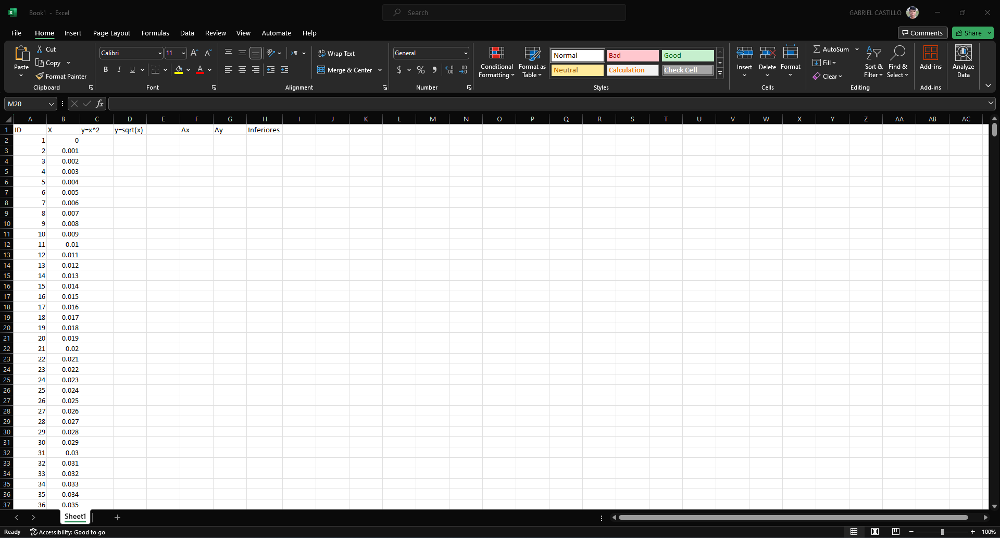 Book1 - Excel
Search
GABRIEL CASTILLO
File Home Insert Page Layout Formulas Data Review View Automate Help
Comments Share
Paste
Cut
Copy
Format Painter
Clipboard
Calibri 11
B I U
Font
Wrap Text
Merge & Center
Alignment
General
$ % ,
Number
Conditional Formatting
Format as Table
Normal Bad Good
Neutral Calculation Check Cell
Styles
Insert Delete Format
Cells
AutoSum
Fill
Clear
Sort & Filter
Find & Select
Editing
Add-ins
Add-ins
Analyze Data
M20 fx
A B C D E F G H I J K L M N O P Q R S T U V W X Y Z AA AB AC
1 ID X y=x^2 y=sqrt(x) Ax Ay Inferiores
2 1 0
3 2 0.001
4 3 0.002
5 4 0.003
6 5 0.004
7 6 0.005
8 7 0.006
9 8 0.007
10 9 0.008
11 10 0.009
12 11 0.01
13 12 0.011
14 13 0.012
15 14 0.013
16 15 0.014
17 16 0.015
18 17 0.016
19 18 0.017
20 19 0.018
21 20 0.019
22 21 0.02
23 22 0.021
24 23 0.022
25 24 0.023
26 25 0.024
27 26 0.025
28 27 0.026
29 28 0.027
30 29 0.028
31 30 0.029
32 31 0.03
33 32 0.031
34 33 0.032
35 34 0.033
36 35 0.034
37 36 0.035
Sheet1
Ready Accessibility: Good to go
100%